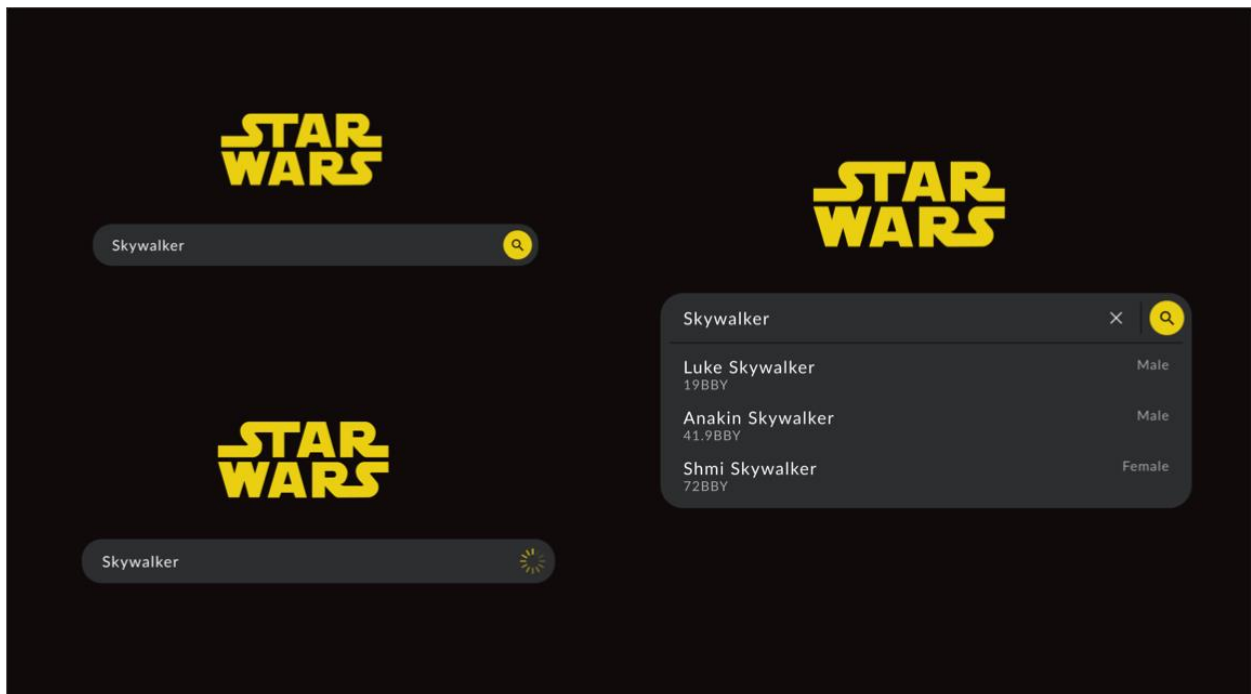 STAR
WARS
Skywalker
STAR
WARS
Skywalker
STAR
WARS
Skywalker
Luke Skywalker Male
19BBY
Anakin Skywalker Male
41.9BBY
Shmi Skywalker Female
72BBY